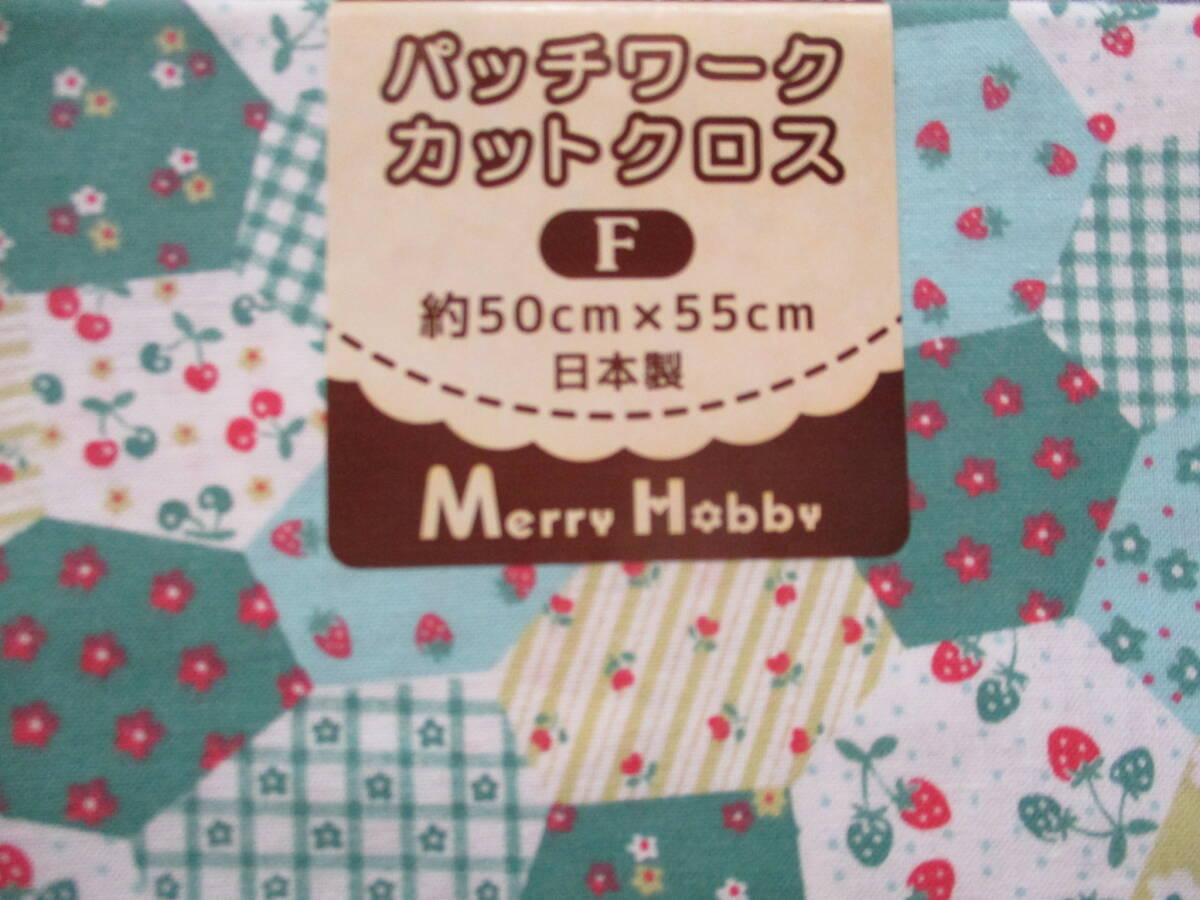 パッチワーク
カットクロス
F
約50cm×55cm
日本製
Merry Hobby